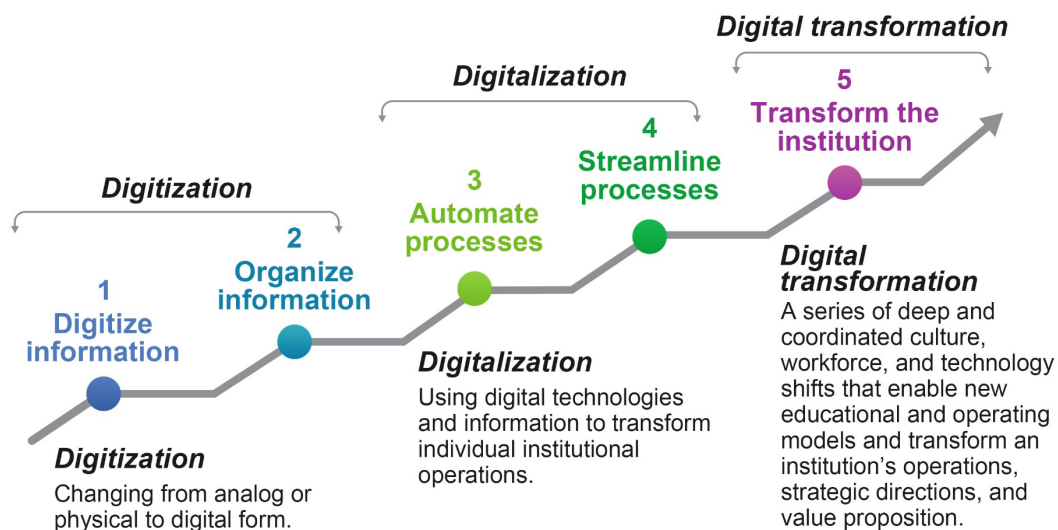 Digitization
1
Digitize
information
2
Organize
information
Digitization
Changing from analog or
physical to digital form.
Digitalization
3
Automate
processes
4
Streamline
processes
Digitalization
Using digital technologies
and information to transform
individual institutional
operations.
Digital transformation
5
Transform the
institution
Digital
transformation
A series of deep and
coordinated culture,
workforce, and technology
shifts that enable new
educational and operating
models and transform an
institution’s operations,
strategic directions, and
value proposition.